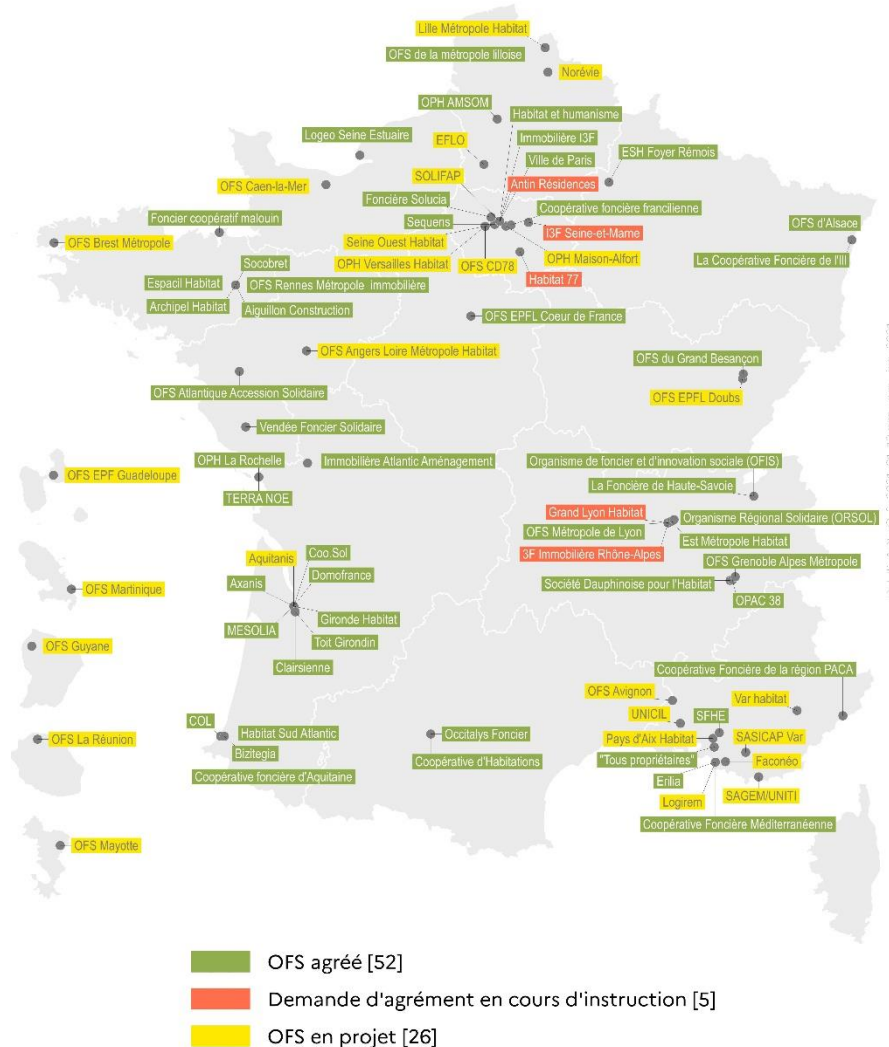 Lille Métropole Habitat
OFS de la métropole lilloise
Norévie
OPH AMSOM
Habitat et humanisme
Logeo Seine Estuaire
Immobilière I3F
EFLO
Ville de Paris
ESH Foyer Rémois
SOLIFAP
Antin Résidences
OFS Caen-la-Mer
Foncière Solucia
Coopérative foncière francilienne
Foncier coopératif malouin
Sequens
OFS d'Alsace
I3F Seine-et-Marne
OFS Brest Métropole
Seine Ouest Habitat
OPH Maison-Alfort
La Coopérative Foncière de l'Ill
OPH Versailles Habitat
OFS CD78
Socobret
Habitat 77
Espacil Habitat
OFS Rennes Métropole immobilière
Archipel Habitat
Aiguillon Construction
OFS EPFL Coeur de France
OFS Angers Loire Métropole Habitat
OFS du Grand Besançon
OFS Atlantique Accession Solidaire
OFS EPFL Doubs
Vendée Foncier Solidaire
OPH La Rochelle
Immobilière Atlantic Aménagement
Organisme de foncier et d'innovation sociale (OFIS)
OFS EPF Guadeloupe
La Foncière de Haute-Savoie
TERRA NOE
Grand Lyon Habitat
Organisme Régional Solidaire (ORSOL)
OFS Métropole de Lyon
Est Métropole Habitat
3F Immobilière Rhône-Alpes
Coo.Sol
Aquitanis
OFS Grenoble Alpes Métropole
Domofrance
Axanis
Société Dauphinoise pour l'Habitat
OFS Martinique
OPAC 38
Gironde Habitat
MESOLIA
Toit Girondin
OFS Guyane
Clairsienne
Coopérative Foncière de la région PACA
OFS Avignon
Var habitat
UNICIL
SFHE
COL
Habitat Sud Atlantic
Occitalys Foncier
OFS La Réunion
Pays d'Aix Habitat
SASICAP Var
Bizitegia
"Tous propriétaires"
Faconéo
Coopérative foncière d'Aquitaine
Coopérative d'Habitations
Erilia
Logirem
SAGEM/UNITI
Coopérative Foncière Méditerranéenne
OFS Mayotte
OFS agréé [52]
Demande d'agrément en cours d'instruction [5]
OFS en projet [26]